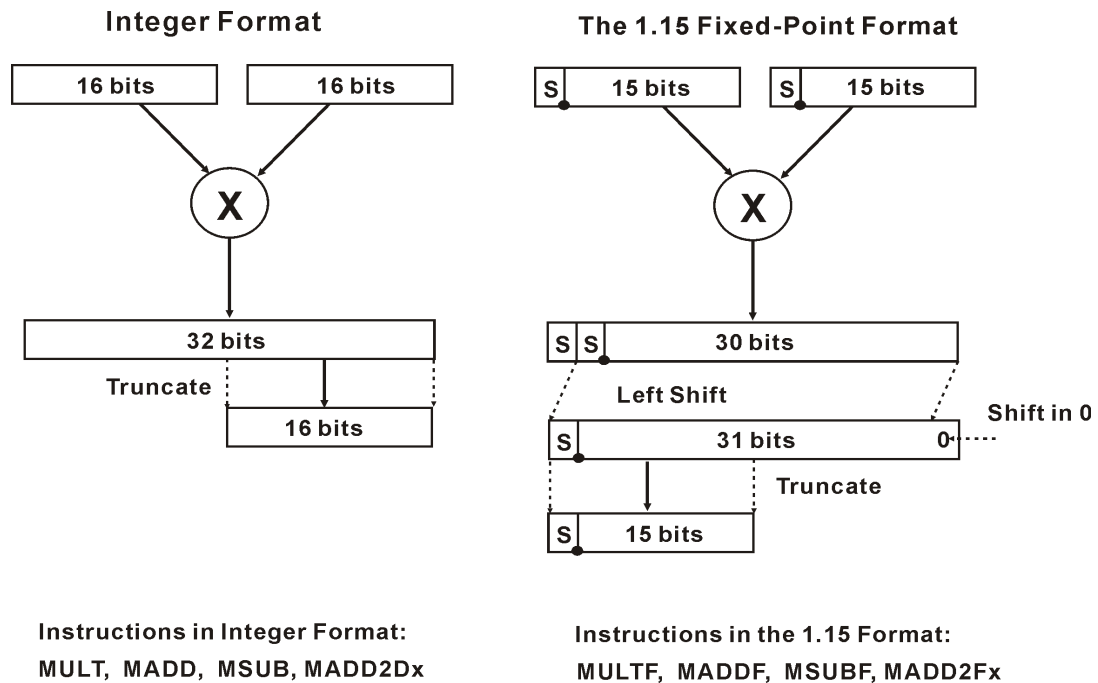 Integer Format
16 bits
16 bits
X
32 bits
Truncate
16 bits
Instructions in Integer Format:
MULT, MADD, MSUB, MADD2Dx
The 1.15 Fixed-Point Format
S 15 bits
S 15 bits
X
S S 30 bits
Left Shift
Shift in 0
S 31 bits 0
Truncate
S 15 bits
Instructions in the 1.15 Format:
MULTF, MADDF, MSUBF, MADD2Fx